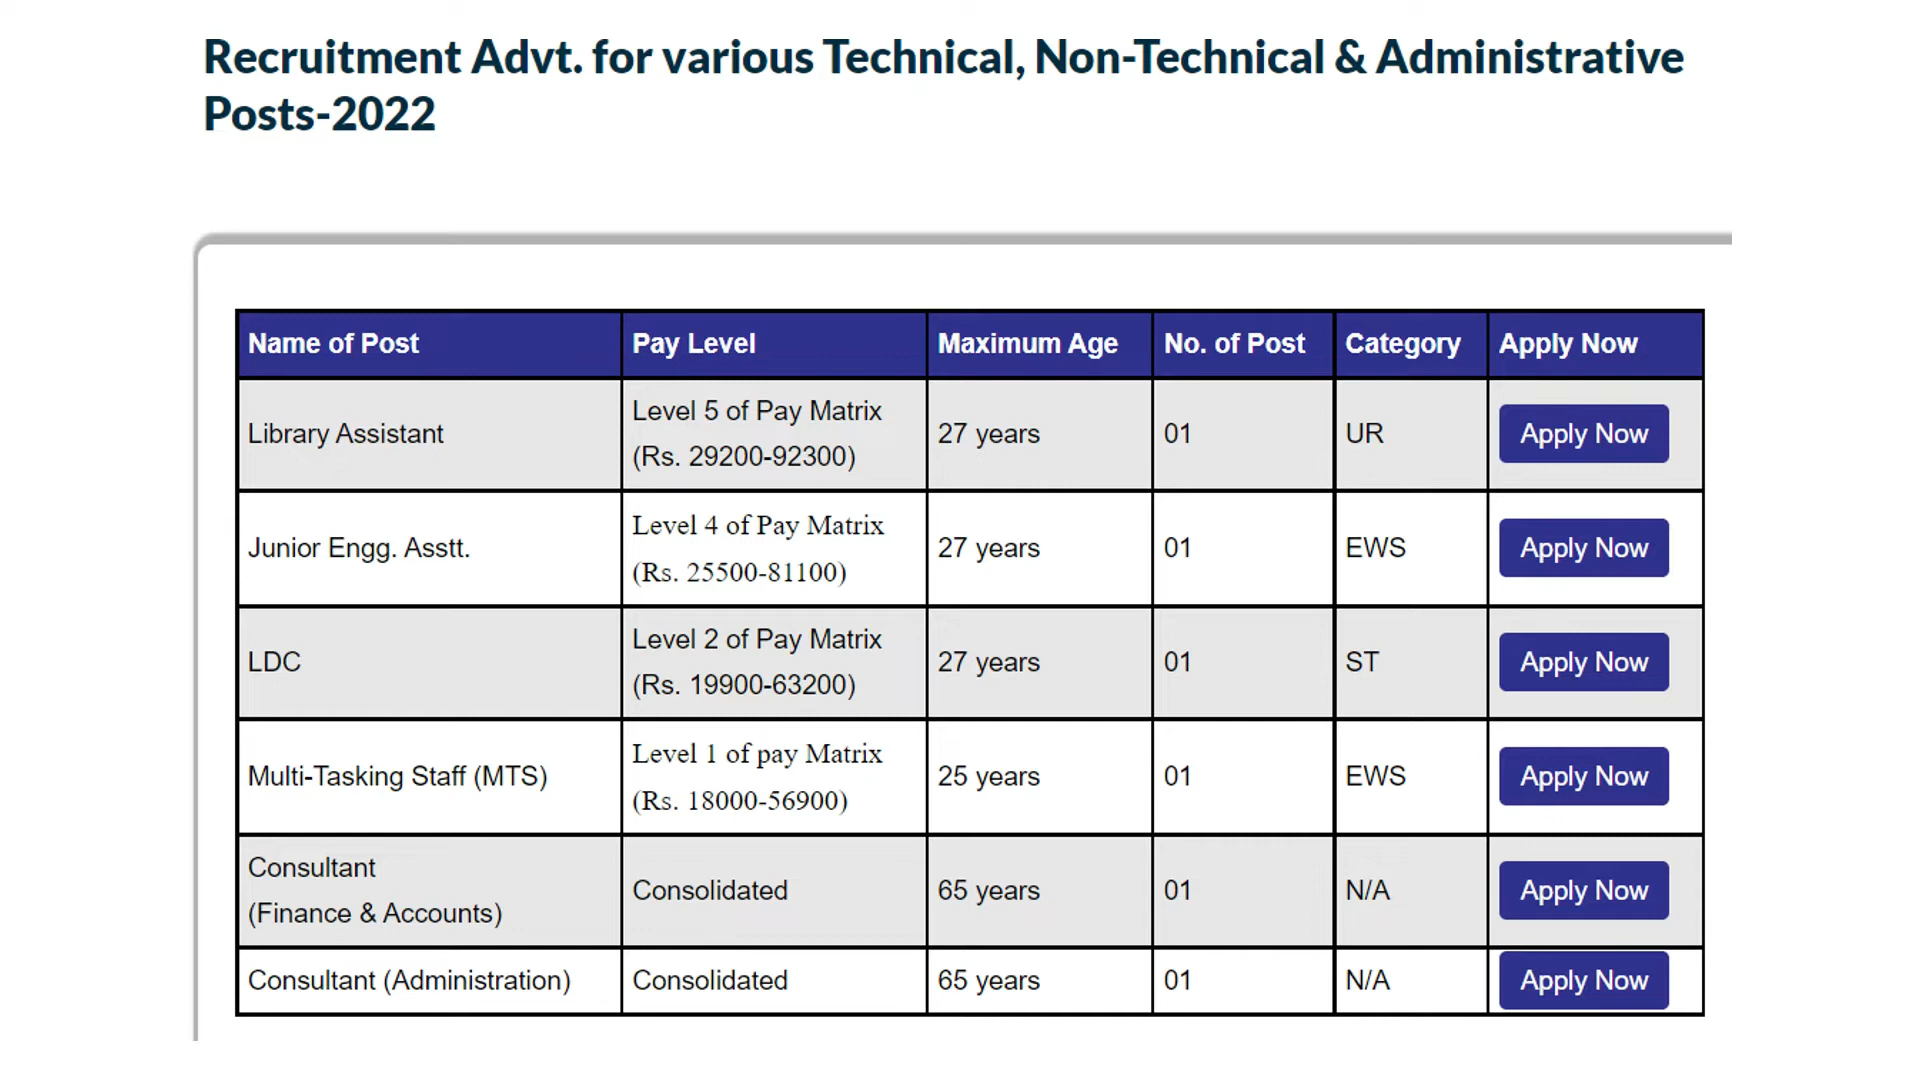 Recruitment Advt. for various Technical, Non-Technical & Administrative
Posts-2022
Name of Post Pay Level Maximum Age No. of Post Category Apply Now
Library Assistant Level 5 of Pay Matrix 27 years 01 UR Apply Now
(Rs. 29200-92300)
Junior Engg. Asstt. Level 4 of Pay Matrix 27 years 01 EWS Apply Now
(Rs. 25500-81100)
LDC Level 2 of Pay Matrix 27 years 01 ST Apply Now
(Rs. 19900-63200)
Multi-Tasking Staff (MTS) Level 1 of pay Matrix 25 years 01 EWS Apply Now
(Rs. 18000-56900)
Consultant
(Finance & Accounts) Consolidated 65 years 01 N/A Apply Now
Consultant (Administration) Consolidated 65 years 01 N/A Apply Now